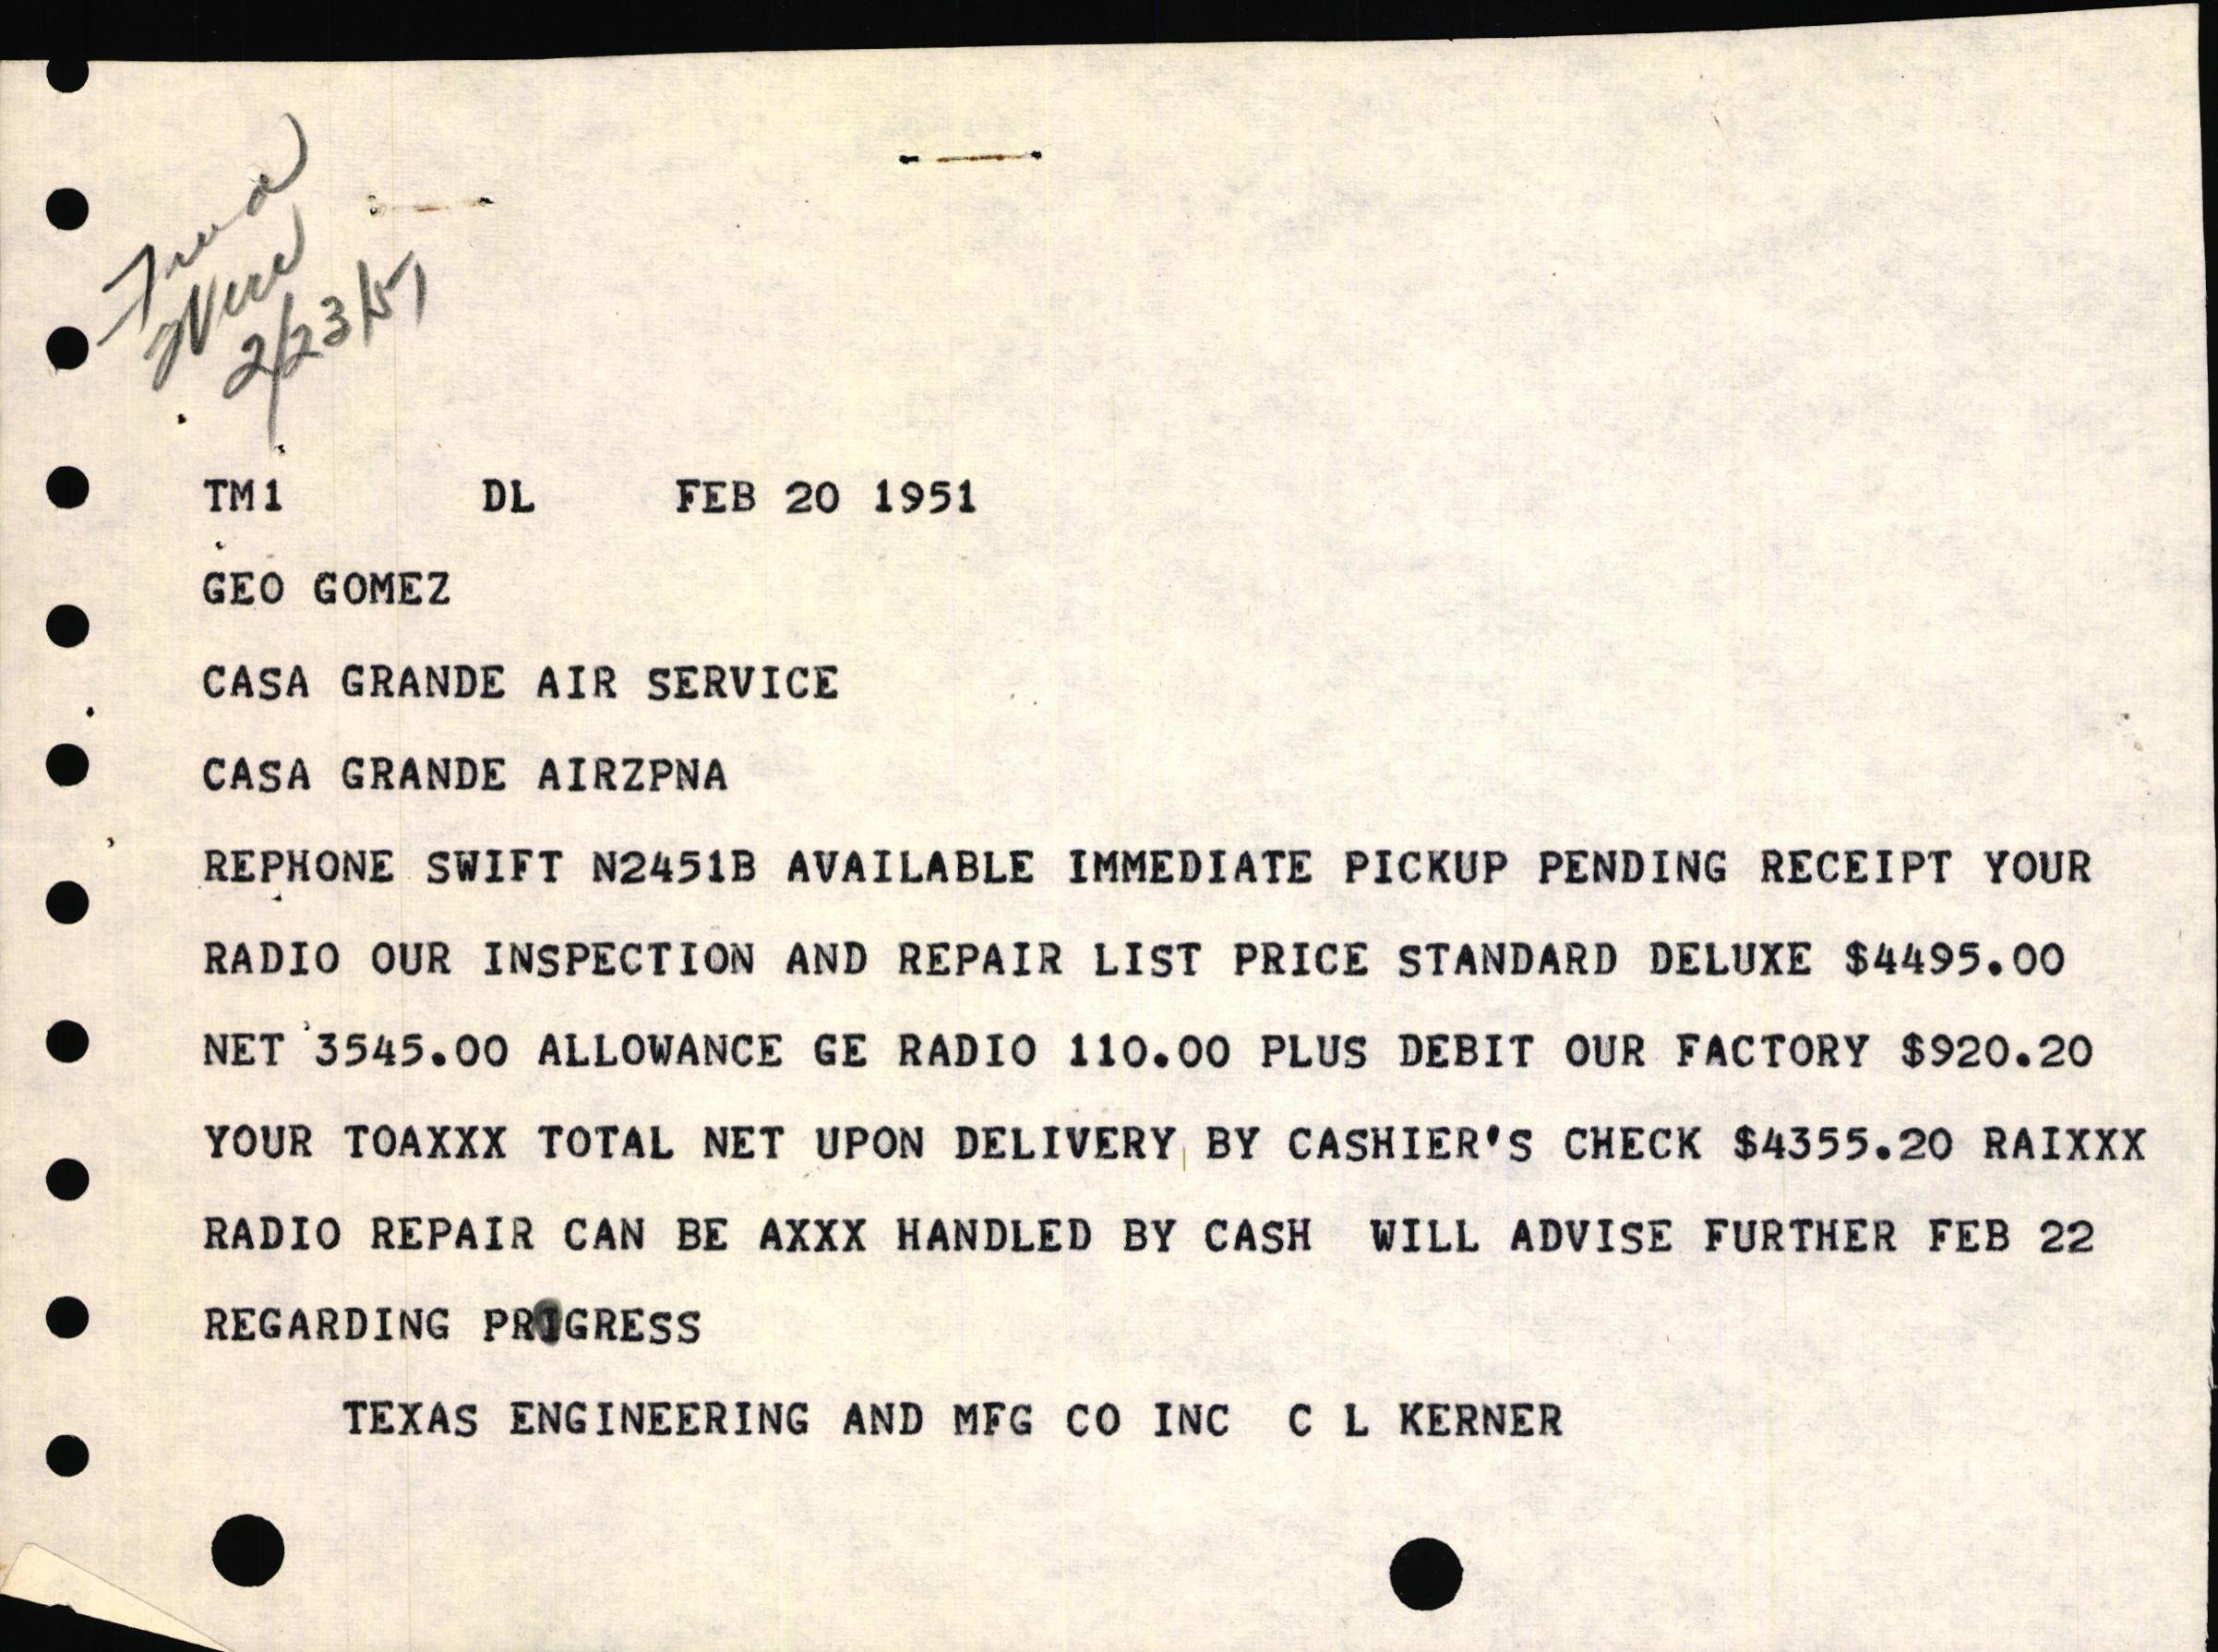 2/23/51
TM1 DL FEB 20 1951
GEO GOMEZ
CASA GRANDE AIR SERVICE
CASA GRANDE AIRZPNA
REPHONE SWIFT N2451B AVAILABLE IMMEDIATE PICKUP PENDING RECEIPT YOUR
RADIO OUR INSPECTION AND REPAIR LIST PRICE STANDARD DELUXE $4495.00
NET 3545.00 ALLOWANCE GE RADIO 110.00 PLUS DEBIT OUR FACTORY $920.20
YOUR TOAXXX TOTAL NET UPON DELIVERY BY CASHIER'S CHECK $4355.20 RAIXXX
RADIO REPAIR CAN BE AXXX HANDLED BY CASH WILL ADVISE FURTHER FEB 22
REGARDING PRIGRESS
TEXAS ENGINEERING AND MFG CO INC C L KERNER